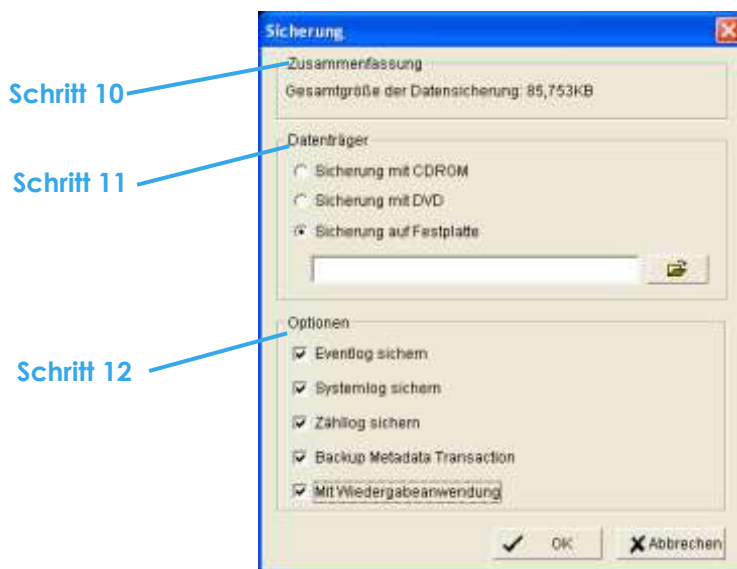 Sicherung
Schritt 10
Zusammenfassung
Gesamtgröße der Datensicherung: 85,753KB
Schritt 11
Datenträger
Sicherung mit CDROM
Sicherung mit DVD
Sicherung auf Festplatte
Schritt 12
Optionen
Eventlog sichern
Systemlog sichern
Zähllog sichern
Backup Metadata Transaction
Mit Wiedergabeanwendung
OK
Abbrechen